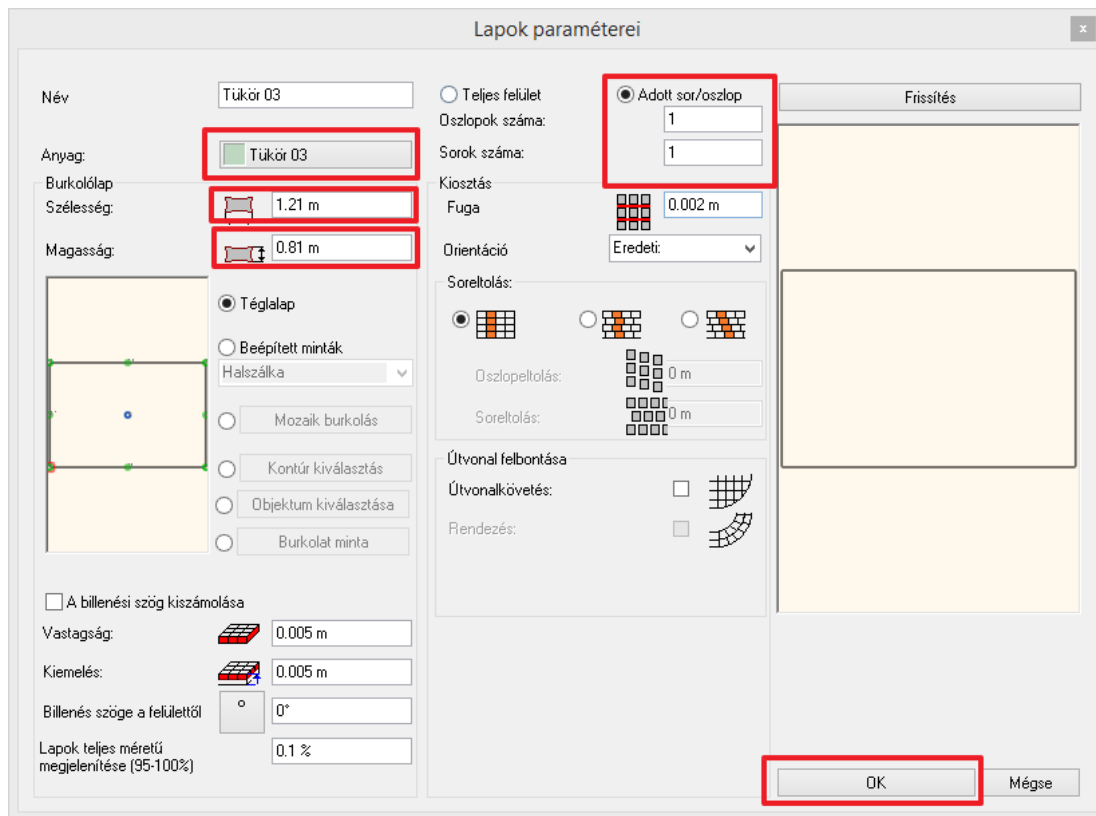 Lapok paraméterei
x
Név
Tükör 03
Anyag:
Tükör 03
Burkolólap
Szélesség:
1.21 m
Magasság:
0.81 m
Téglalap
Beépített minták
Halszálka
Mozaik burkolás
Kontúr kiválasztás
Objektum kiválasztása
Burkolat minta
A billenési szög kiszámolása
Vastagság:
0.005 m
Kiemelés:
0.005 m
Billenés szöge a felülettől
°
0°
Lapok teljes méretű
megjelenítése (95-100%)
0.1 %
Teljes felület
Adott sor/oszlop
Oszlopok száma:
1
Sorok száma:
1
Kiosztás
Fuga
0.002 m
Orientáció
Eredeti:
Soreltolás:
Oszlopeltolás:
0 m
Soreltolás:
0 m
Útvonal felbontása
Útvonalkövetés:
Rendezés:
Frissítés
OK
Mégse